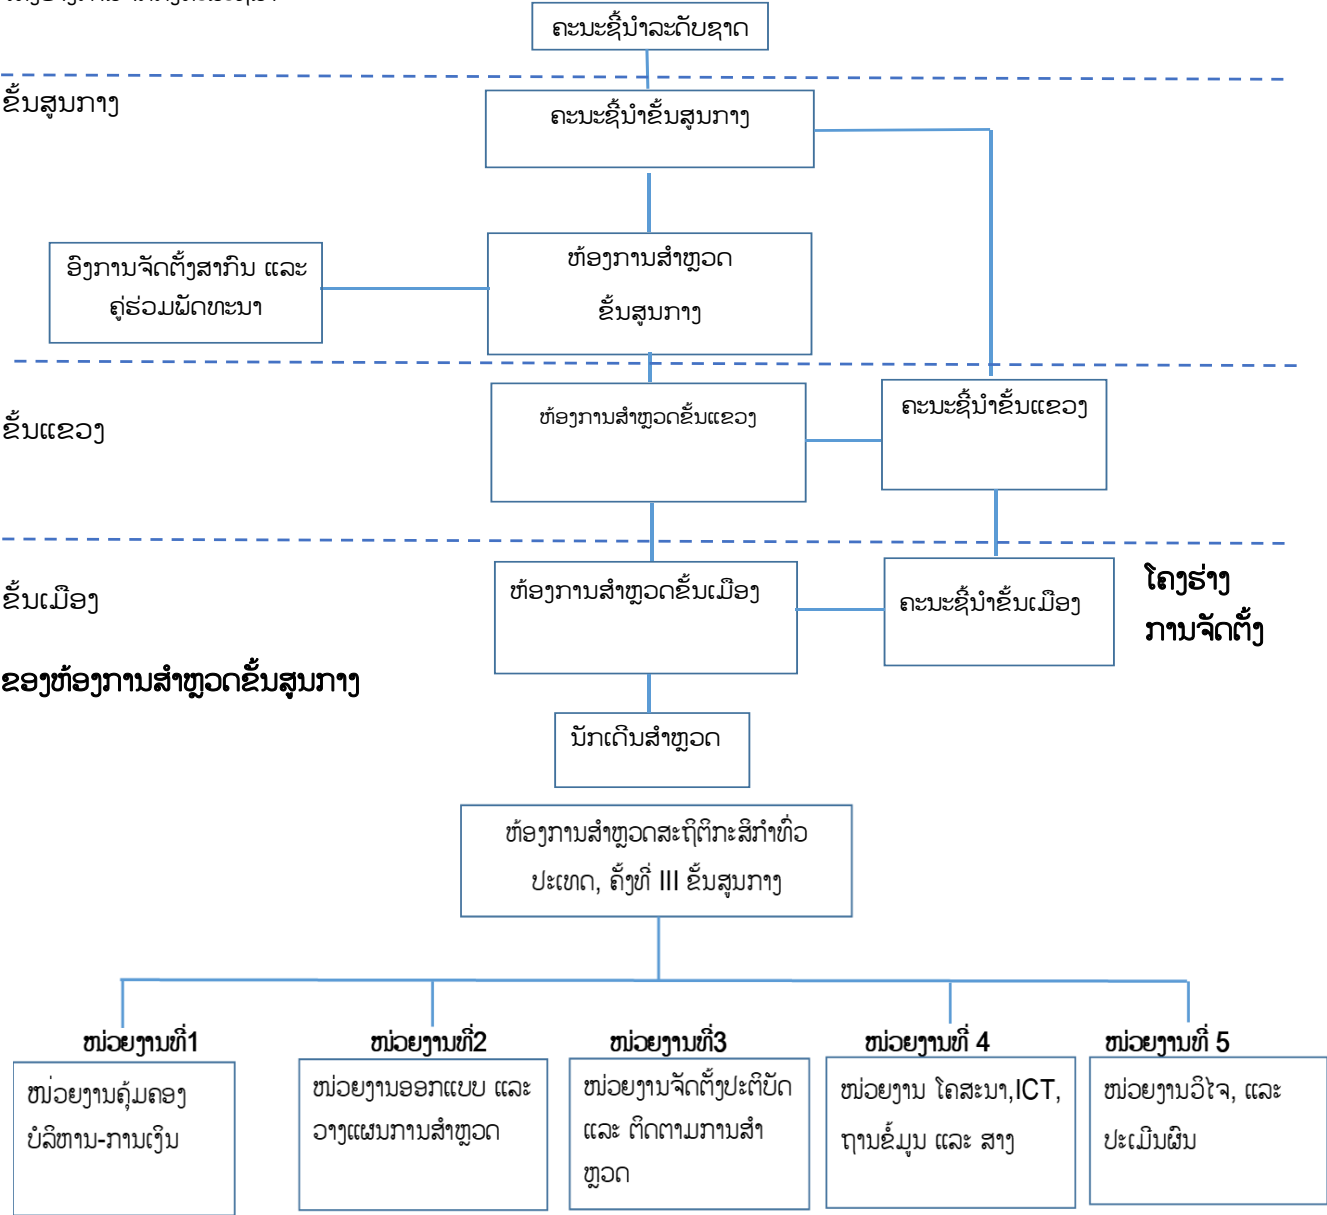 ຄະນະຊີ້ນຳລະດັບຊາດ
ຂັ້ນສູນກາງ
ຄະນະຊີ້ນຳຂັ້ນສູນກາງ
ຫ້ອງການສຳຫຼວດ
ຂັ້ນສູນກາງ
ອົງການຈັດຕັ້ງສາກົນ ແລະ
ຄູ່ຮ່ວມພັດທະນາ
ຂັ້ນແຂວງ
ຫ້ອງການສຳຫຼວດຂັ້ນແຂວງ
ຄະນະຊີ້ນຳຂັ້ນແຂວງ
ຂັ້ນເມືອງ
ຫ້ອງການສຳຫຼວດຂັ້ນເມືອງ
ຄະນະຊີ້ນຳຂັ້ນເມືອງ
ໂຄງຮ່າງ
ການຈັດຕັ້ງ
ຂອງຫ້ອງການສຳຫຼວດຂັ້ນສູນກາງ
ນັກເດີນສຳຫຼວດ
ຫ້ອງການສຳຫຼວດສະຖິຕິກະສິກຳທົ່ວ
ປະເທດ, ຄັ້ງທີ່ III ຂັ້ນສູນກາງ
ໜ່ວຍງານທີ່1
ໜ່ວຍງານຄຸ້ມຄອງ
ບໍລິຫານ-ການເງິນ
ໜ່ວຍງານທີ່2
ໜ່ວຍງານອອກແບບ ແລະ
ວາງແຜນການສຳຫຼວດ
ໜ່ວຍງານທີ່3
ໜ່ວຍງານຈັດຕັ້ງປະຕິບັດ
ແລະ ຕິດຕາມການສຳ
ຫຼວດ
ໜ່ວຍງານທີ່ 4
ໜ່ວຍງານ ໂຄສະນາ,ICT,
ຖານຂໍ້ມູນ ແລະ ສາງ
ໜ່ວຍງານທີ່ 5
ໜ່ວຍງານວິໄຈ, ແລະ
ປະເມີນຜົນ